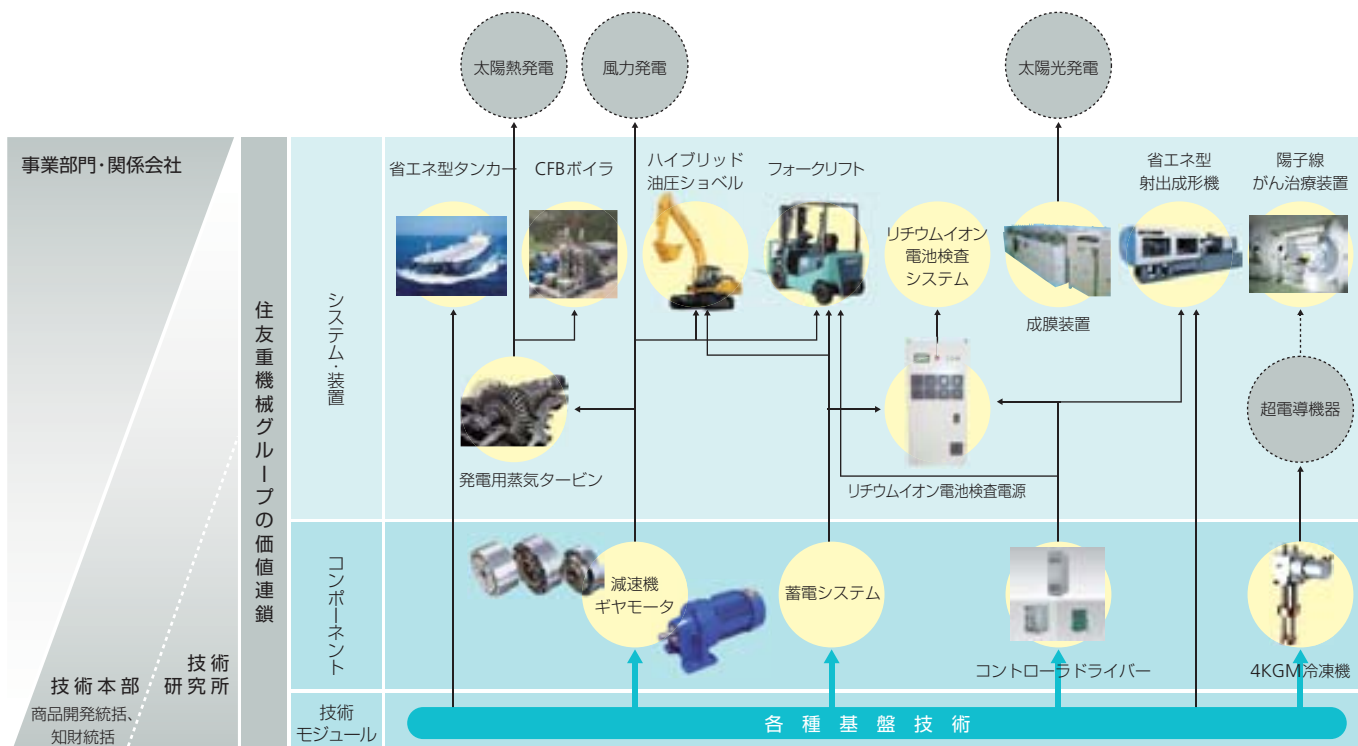 太陽熱発電
風力発電
太陽光発電
事業部門・関係会社
技術本部
商品開発統括、
知財統括
技術
研究所
住友重機械グループの価値連鎖
システム・装置
省エネ型タンカー
CFBボイラ
ハイブリッド
油圧ショベル
フォークリフト
リチウムイオン
電池検査
システム
成膜装置
省エネ型
射出成形機
陽子線
がん治療装置
発電用蒸気タービン
リチウムイオン電池検査電源
超電導機器
コンポーネント
減速機
ギヤモータ
蓄電システム
コントローラドライバー
4KGM冷凍機
技術
モジュール
各種基盤技術